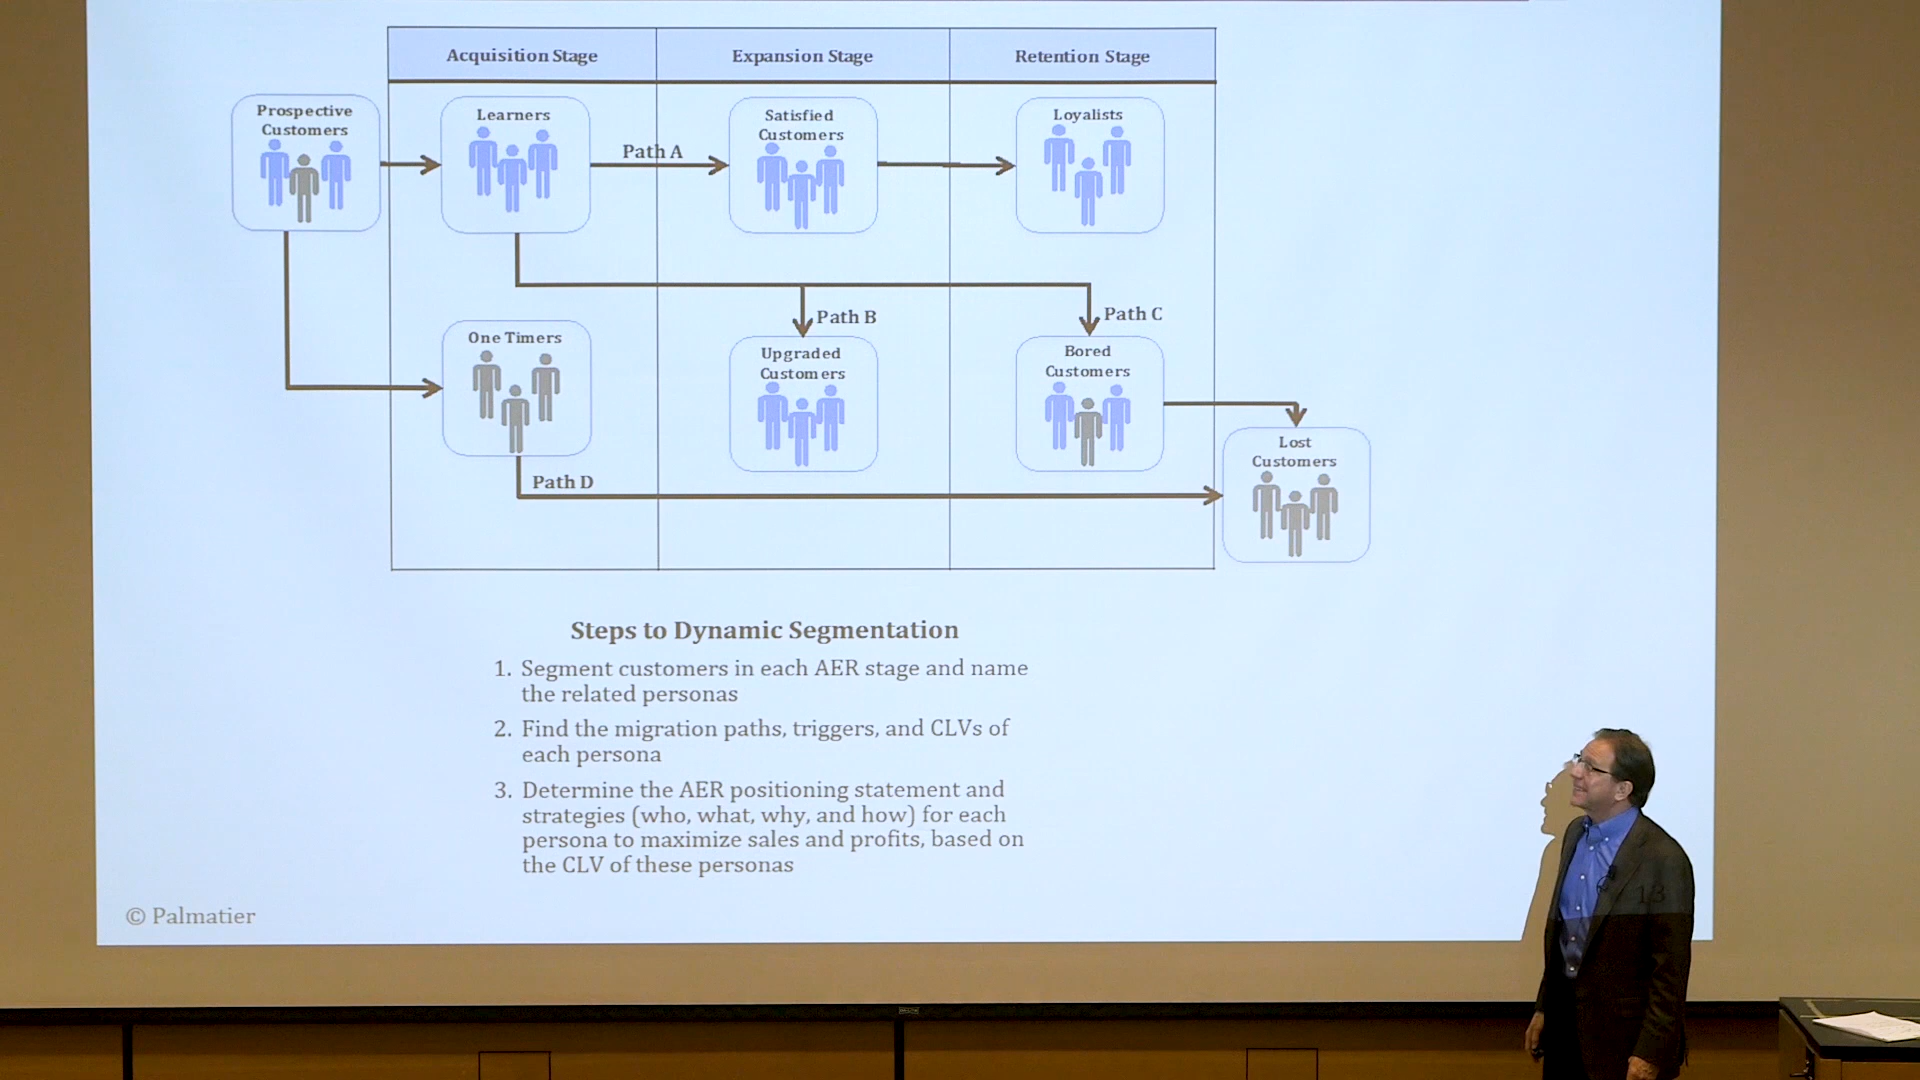 Acquisition Stage
Expansion Stage
Retention Stage
Prospective
Customers
Learners
Path A
Satisfied
Customers
Loyalists
One Timers
Path B
Upgraded
Customers
Path C
Bored
Customers
Path D
Lost
Customers
Steps to Dynamic Segmentation
1. Segment customers in each AER stage and name
the related personas
2. Find the migration paths, triggers, and CLVs of
each persona
3. Determine the AER positioning statement and
strategies (who, what, why, and how) for each
persona to maximize sales and profits, based on
the CLV of these personas
© Palmatier
13